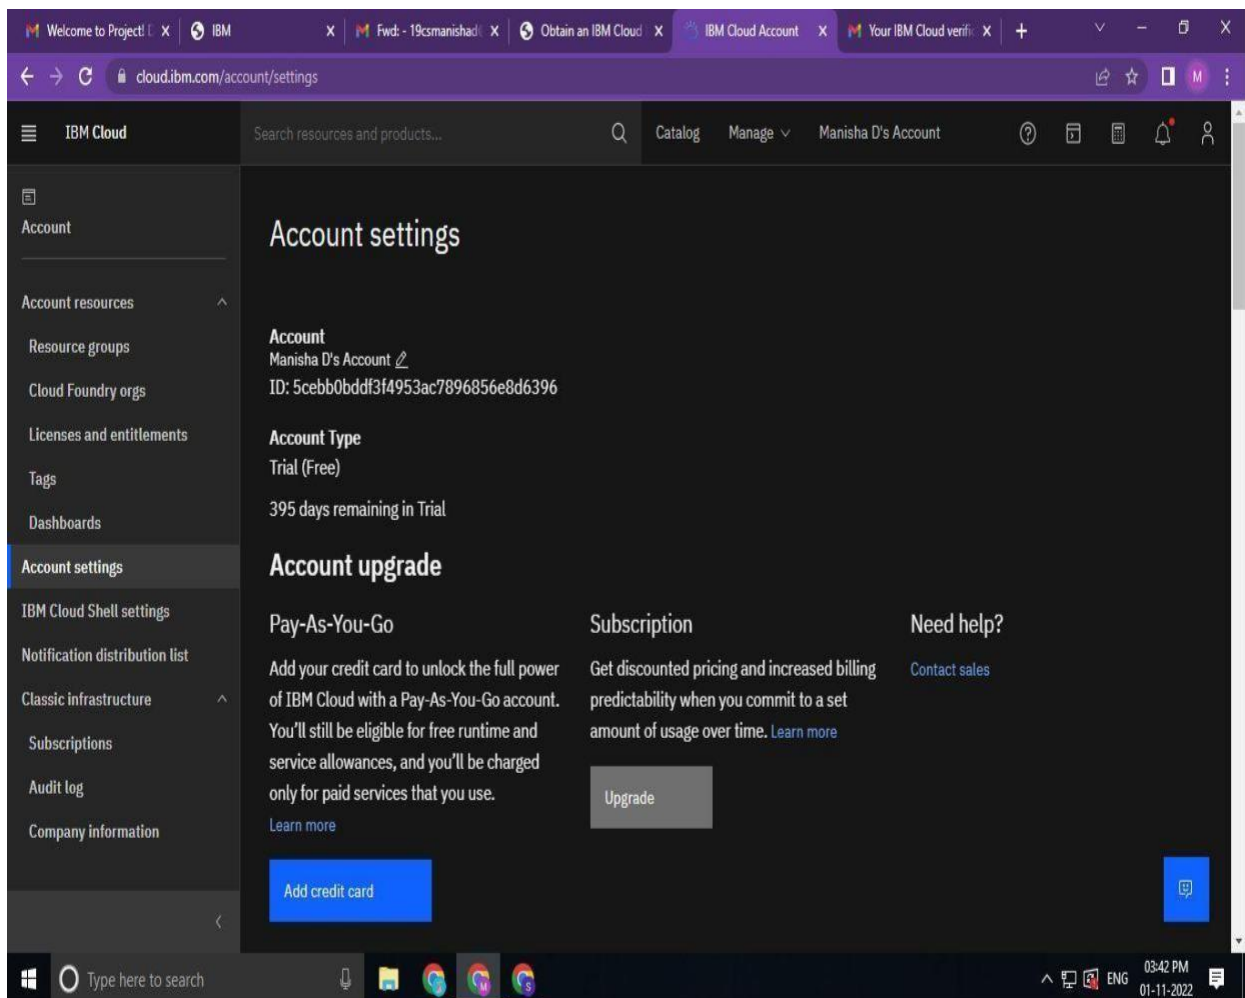 Welcome to Project!
IBM
Fwd: - 19csmanishad
Obtain an IBM Cloud
IBM Cloud Account
Your IBM Cloud verific
cloud.ibm.com/account/settings
M
IBM Cloud
Search resources and products...
Catalog
Manage
Manisha D's Account
Account
Account resources
Resource groups
Cloud Foundry orgs
Licenses and entitlements
Tags
Dashboards
Account settings
IBM Cloud Shell settings
Notification distribution list
Classic infrastructure
Subscriptions
Audit log
Company information
Account settings
Account
Manisha D's Account
ID: 5cebb0bddf3f4953ac7896856e8d6396
Account Type
Trial (Free)
395 days remaining in Trial
Account upgrade
Pay-As-You-Go
Add your credit card to unlock the full power
of IBM Cloud with a Pay-As-You-Go account.
You'll still be eligible for free runtime and
service allowances, and you'll be charged
only for paid services that you use.
Learn more
Add credit card
Subscription
Get discounted pricing and increased billing
predictability when you commit to a set
amount of usage over time. Learn more
Upgrade
Need help?
Contact sales
Type here to search
ENG
03:42 PM
01-11-2022